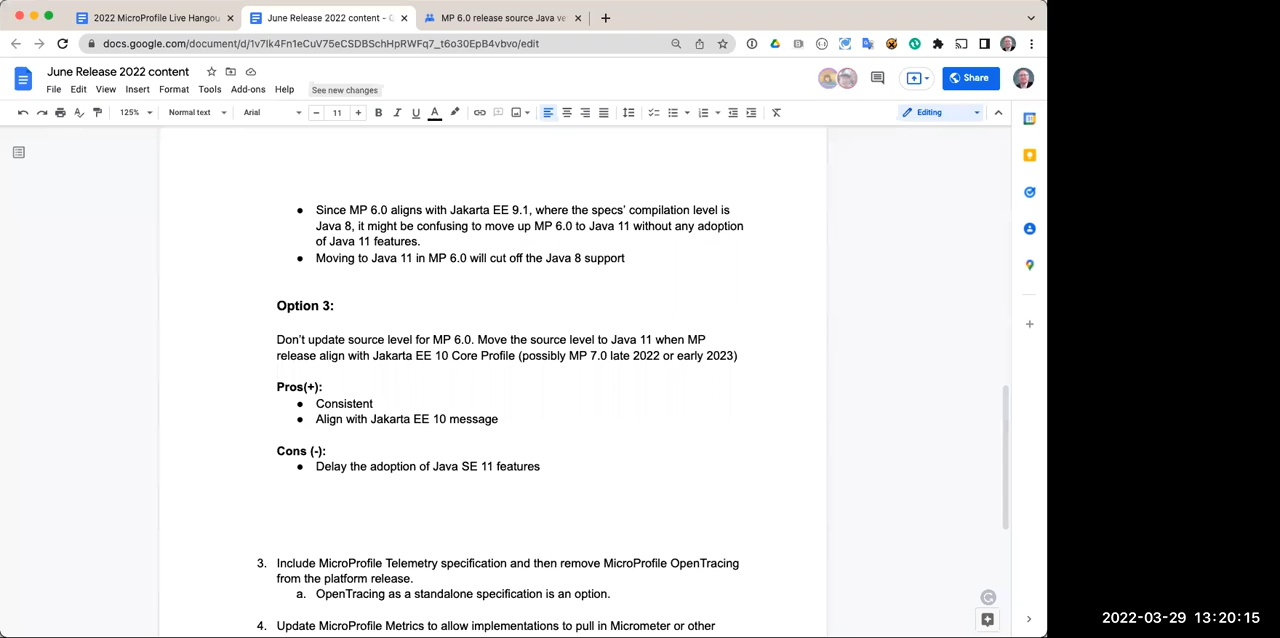 2022 MicroProfile Live Hangou
June Release 2022 content - G
MP 6.0 release source Java ve
docs.google.com/document/d/1v7lk4Fn1eCuV75eCSDBSchHpRWFq7_t6o30EpB4vbvo/edit
June Release 2022 content
File Edit View Insert Format Tools Add-ons Help See new changes
Share
125% Normal text Arial 11 Editing
● Since MP 6.0 aligns with Jakarta EE 9.1, where the specs' compilation level is
Java 8, it might be confusing to move up MP 6.0 to Java 11 without any adoption
of Java 11 features.
● Moving to Java 11 in MP 6.0 will cut off the Java 8 support
Option 3:
Don't update source level for MP 6.0. Move the source level to Java 11 when MP
release align with Jakarta EE 10 Core Profile (possibly MP 7.0 late 2022 or early 2023)
Pros(+):
● Consistent
● Align with Jakarta EE 10 message
Cons (-):
● Delay the adoption of Java SE 11 features
3. Include MicroProfile Telemetry specification and then remove MicroProfile OpenTracing
from the platform release.
a. OpenTracing as a standalone specification is an option.
4. Update MicroProfile Metrics to allow implementations to pull in Micrometer or other
2022-03-29 13:20:15